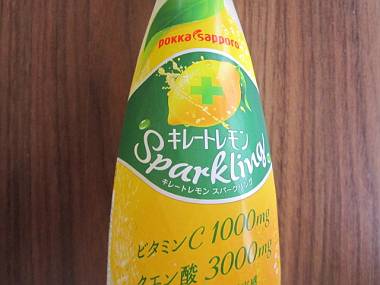 pokka sapporo
キレートレモン
Sparkling!
キレートレモン スパークリング
ビタミンC 1000mg
クエン酸 3000mg